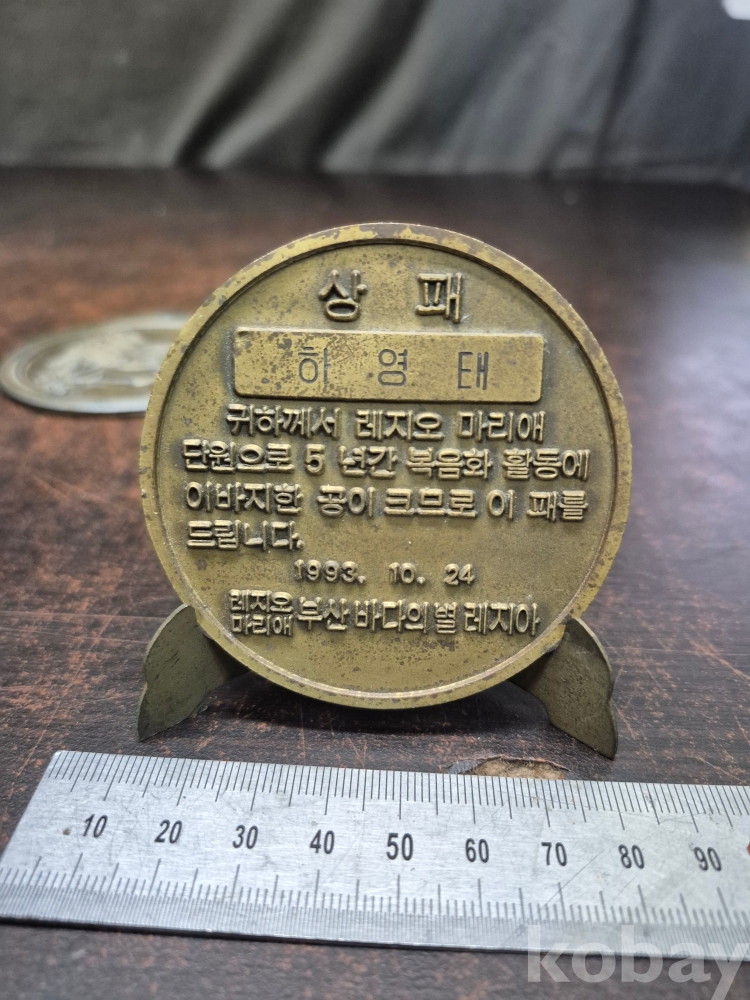 상 패
하 영 태
귀하께서 레지오 마리애
단원으로 5 년간 복음화 활동에
이바지한 공이 크므로 이 패를
드립니다.
1993. 10. 24
레지오 마리애 부산 바다의 별 레지아
10 20 30 40 50 60 70 80 90
kobay